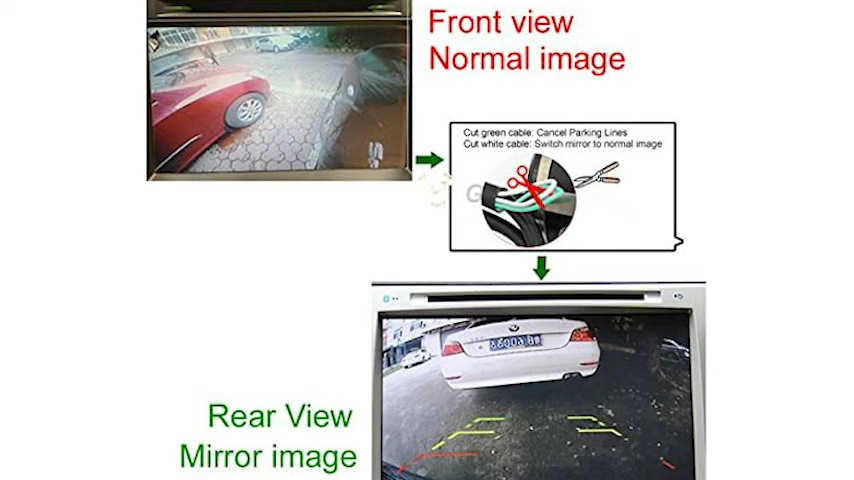 Front view
Normal image
Cut green cable: Cancel Parking Lines
Cut white cable: Switch mirror to normal image
G
Rear View
Mirror image